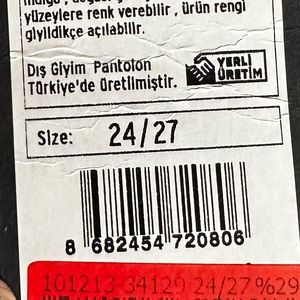 yüzeylere renk verebilir , ürün rengi
giyildikçe açılabilir.
Dış Giyim Pantolon
Türkiye'de üretilmiştir.
YERLİ
ÜRETİM
Size: 24/27
8 682454 720806
101213-34129 24/27 %29